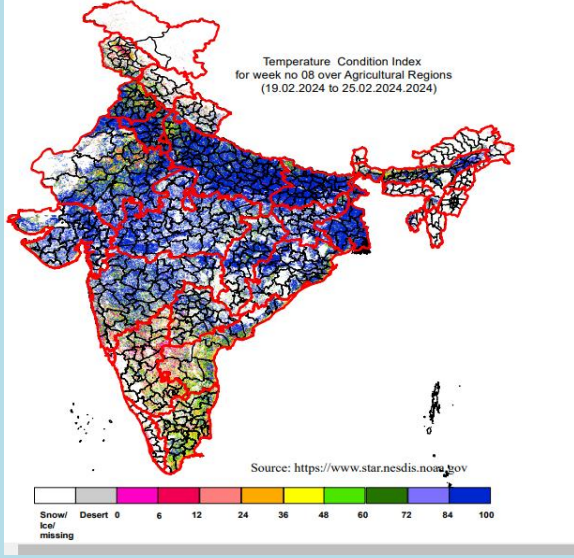 Temperature Condition Index
for week no 08 over Agricultural Regions
(19.02.2024 to 25.02.2024.2024)
Source: https://www.star.nesdis.noaa.gov
Snow/ Desert 0 6 12 24 36 48 60 72 84 100
Ice/
missing